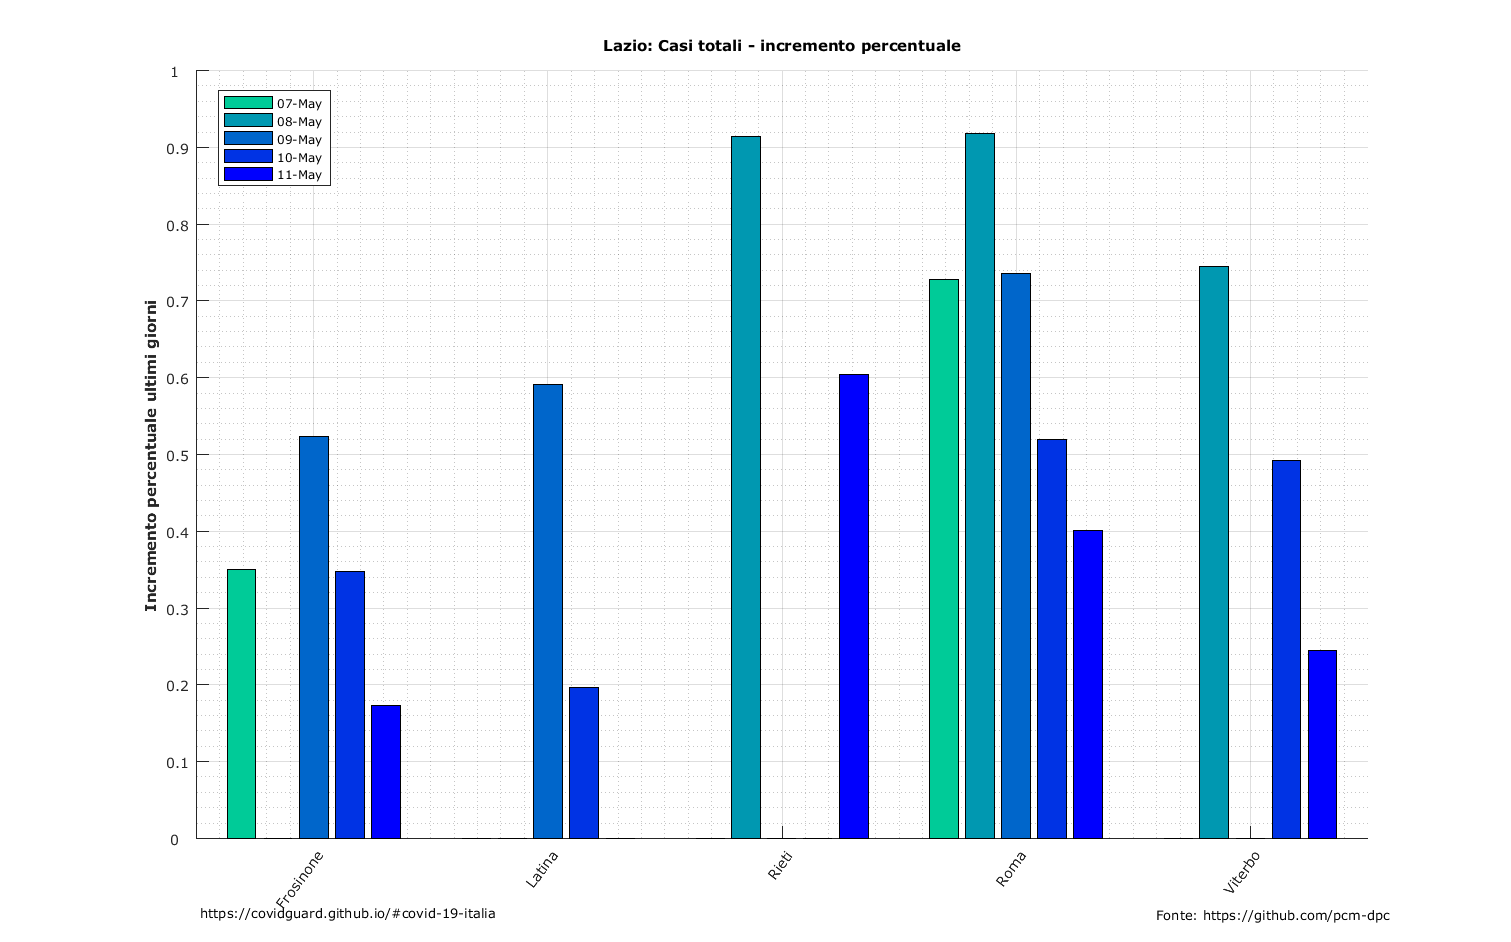 Lazio: Casi totali - incremento percentuale
Incremento percentuale ultimi giorni
1
0.9
0.8
0.7
0.6
0.5
0.4
0.3
0.2
0.1
0
07-May
08-May
09-May
10-May
11-May
Frosinone
Latina
Rieti
Roma
Viterbo
https://covidguard.github.io/#covid-19-italia
Fonte: https://github.com/pcm-dpc